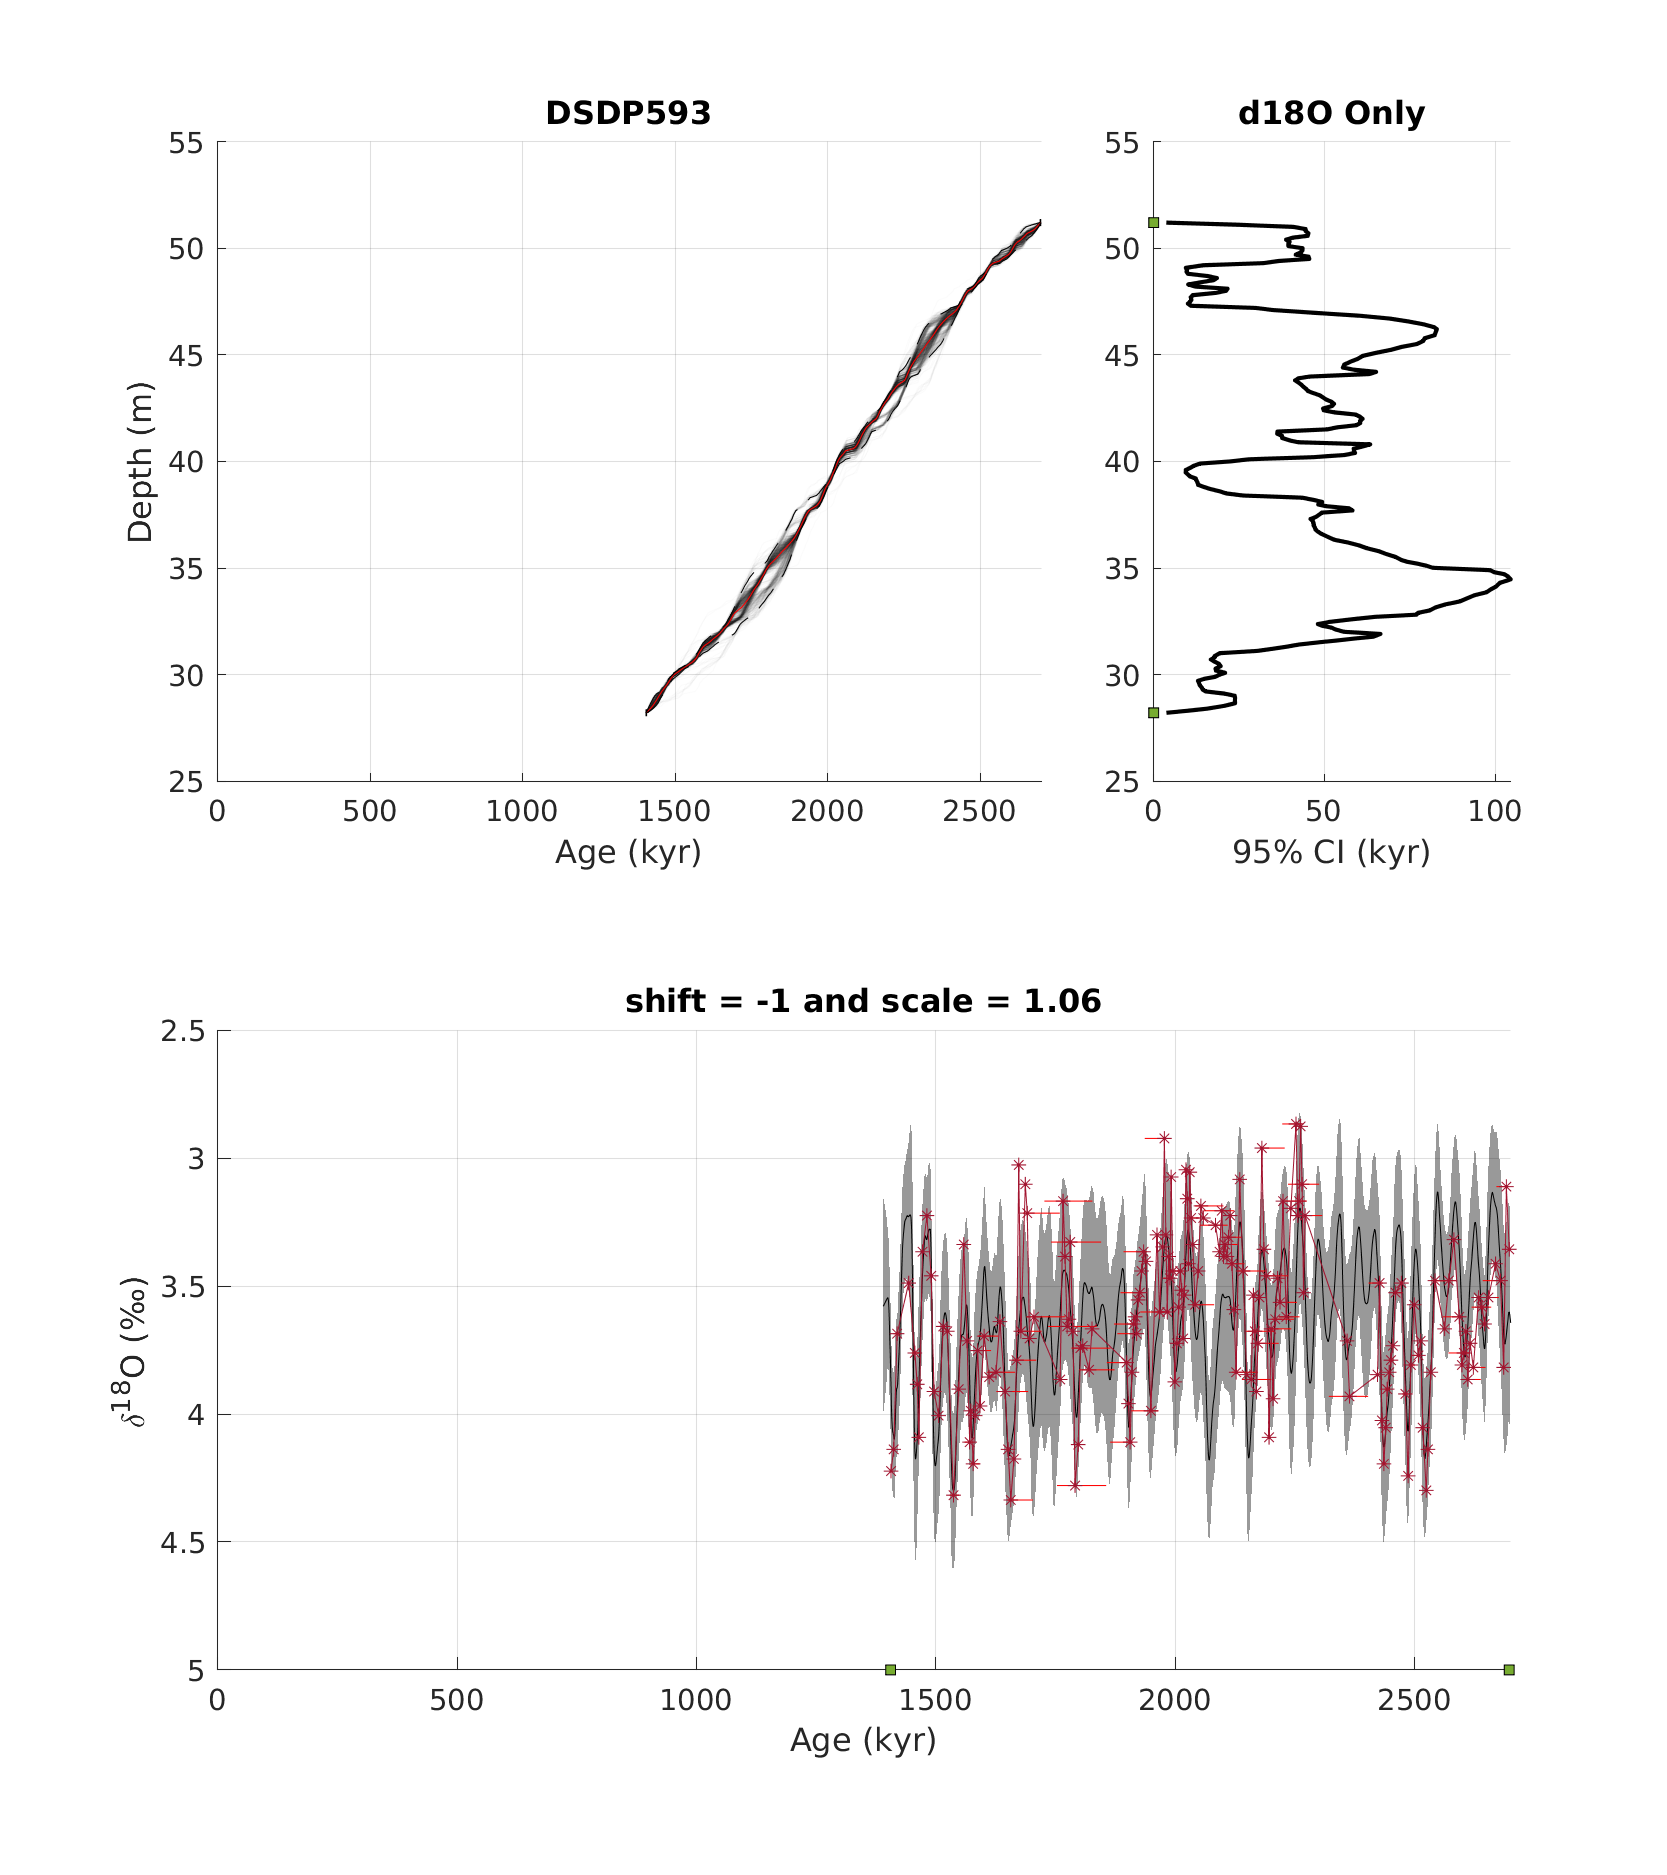 DSDP593
d18O Only
55
50
45
40
35
30
25
Depth (m)
0 500 1000 1500 2000 2500
Age (kyr)
55
50
45
40
35
30
25
0 50 100
95% CI (kyr)
shift = -1 and scale = 1.06
2.5
3
3.5
4
4.5
5
δ¹⁸O (‰)
0 500 1000 1500 2000 2500
Age (kyr)